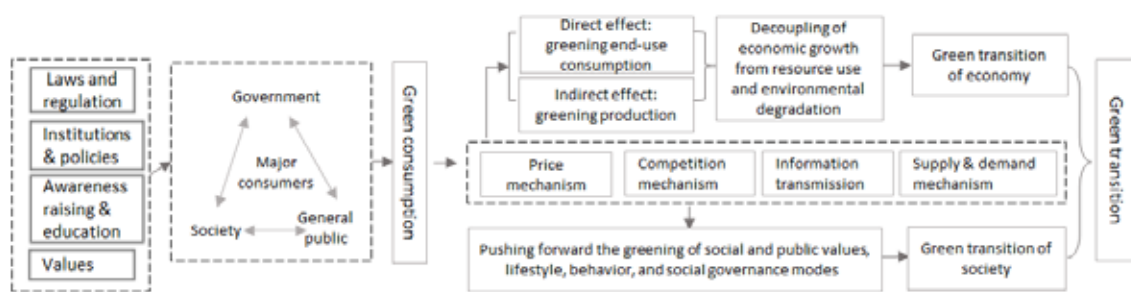 Laws and
regulation
Institutions
& policies
Awareness
raising &
education
Values
Government
Major
consumers
Society
General
public
Green consumption
Direct effect:
greening end-use
consumption
Indirect effect:
greening production
Decoupling of
economic growth
from resource use
and environmental
degradation
Green transition
of economy
Price
mechanism
Competition
mechanism
Information
transmission
Supply & demand
mechanism
Pushing forward the greening of social and public values,
lifestyle, behavior, and social governance modes
Green transition of
society
Green transition